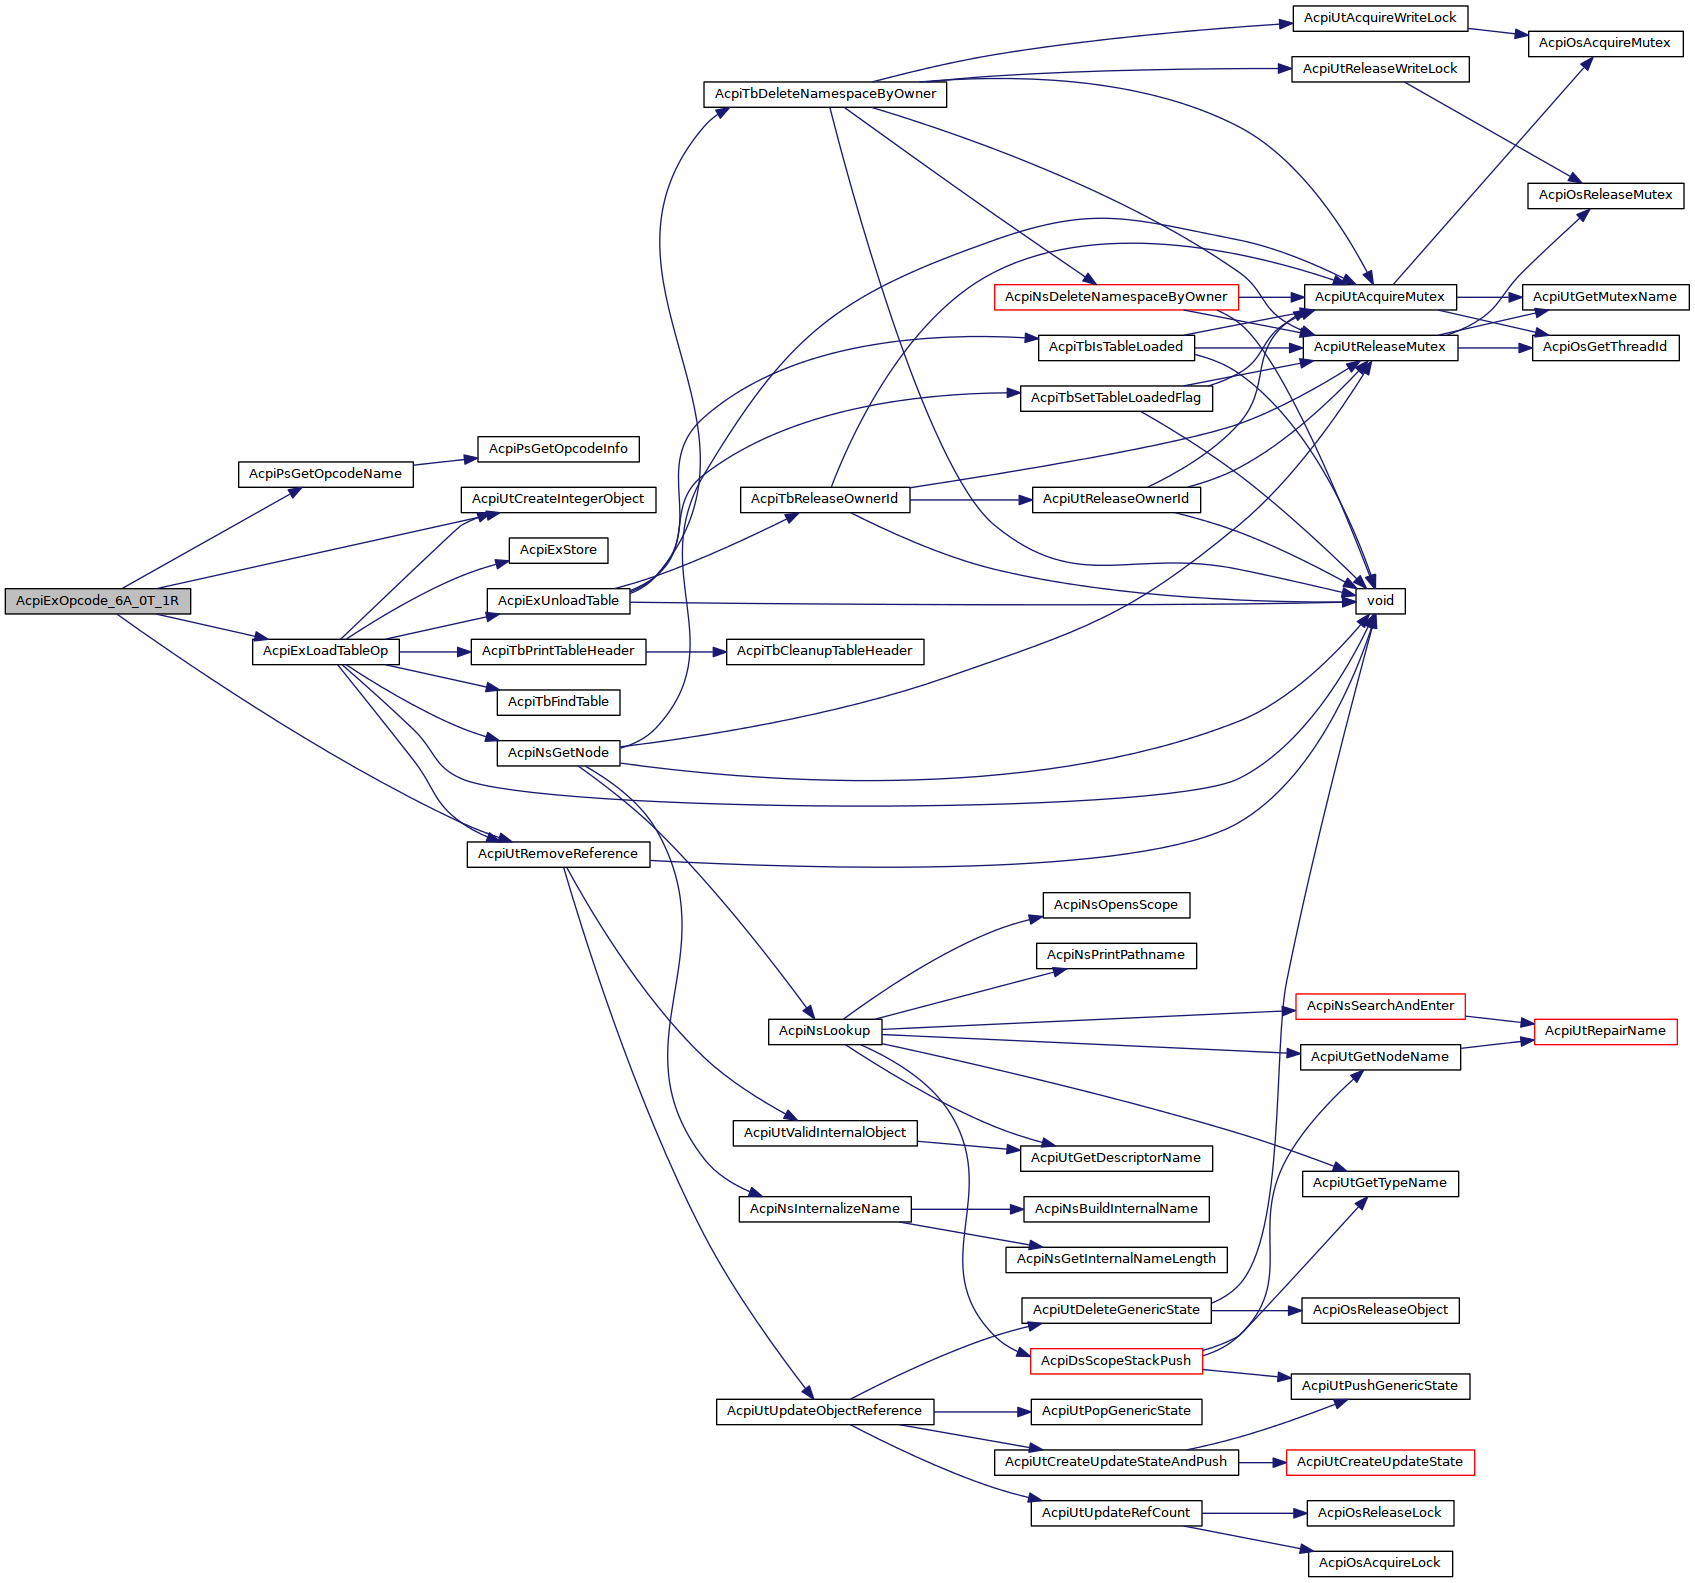 AcpiUtAcquireWriteLock
AcpiOsAcquireMutex
AcpiUtReleaseWriteLock
AcpiTbDeleteNamespaceByOwner
AcpiOsReleaseMutex
AcpiNsDeleteNamespaceByOwner
AcpiUtAcquireMutex
AcpiUtGetMutexName
AcpiTbIsTableLoaded
AcpiUtReleaseMutex
AcpiOsGetThreadId
AcpiTbSetTableLoadedFlag
AcpiPsGetOpcodeInfo
AcpiPsGetOpcodeName
AcpiUtCreateIntegerObject
AcpiTbReleaseOwnerId
AcpiUtReleaseOwnerId
AcpiExStore
AcpiExOpcode_6A_0T_1R
AcpiExUnloadTable
void
AcpiExLoadTableOp
AcpiTbPrintTableHeader
AcpiTbCleanupTableHeader
AcpiTbFindTable
AcpiNsGetNode
AcpiUtRemoveReference
AcpiNsOpensScope
AcpiNsPrintPathname
AcpiNsSearchAndEnter
AcpiNsLookup
AcpiUtRepairName
AcpiUtGetNodeName
AcpiUtValidInternalObject
AcpiUtGetDescriptorName
AcpiUtGetTypeName
AcpiNsInternalizeName
AcpiNsBuildInternalName
AcpiNsGetInternalNameLength
AcpiUtDeleteGenericState
AcpiOsReleaseObject
AcpiDsScopeStackPush
AcpiUtPushGenericState
AcpiUtUpdateObjectReference
AcpiUtPopGenericState
AcpiUtCreateUpdateStateAndPush
AcpiUtCreateUpdateState
AcpiUtUpdateRefCount
AcpiOsReleaseLock
AcpiOsAcquireLock